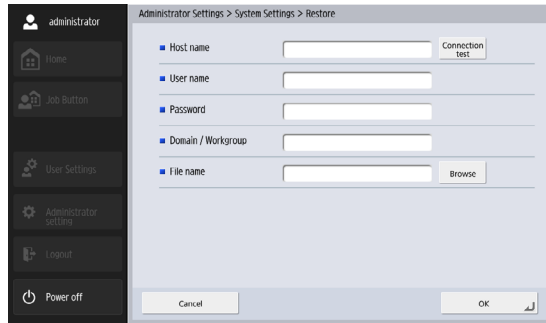 administrator
Administrator Settings > System Settings > Restore
Home
Job Button
User Settings
Administrator
setting
Logout
Power off
Host name
Connection
test
User name
Password
Domain / Workgroup
File name
Browse
Cancel
OK